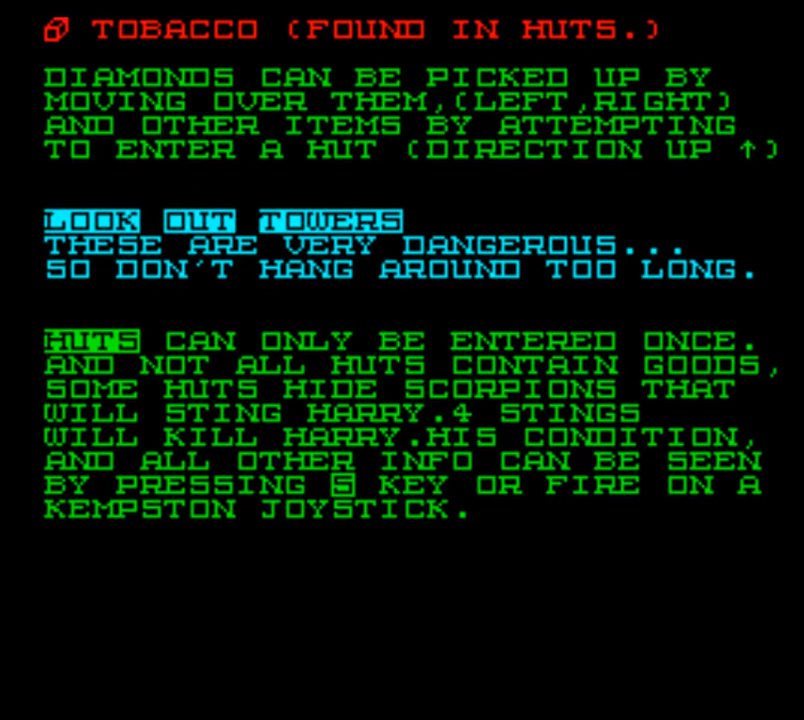 TOBACCO (FOUND IN HUTS.)
DIAMONDS CAN BE PICKED UP BY
MOVING OVER THEM,(LEFT,RIGHT)
AND OTHER ITEMS BY ATTEMPTING
TO ENTER A HUT (DIRECTION UP ↑)
LOOK OUT TOWERS
THESE ARE VERY DANGEROUS...
SO DON'T HANG AROUND TOO LONG.
HUTS CAN ONLY BE ENTERED ONCE.
AND NOT ALL HUTS CONTAIN GOODS,
SOME HUTS HIDE SCORPIONS THAT
WILL STING HARRY.4 STINGS
WILL KILL HARRY.HIS CONDITION,
AND ALL OTHER INFO CAN BE SEEN
BY PRESSING S KEY OR FIRE ON A
KEMPSTON JOYSTICK.